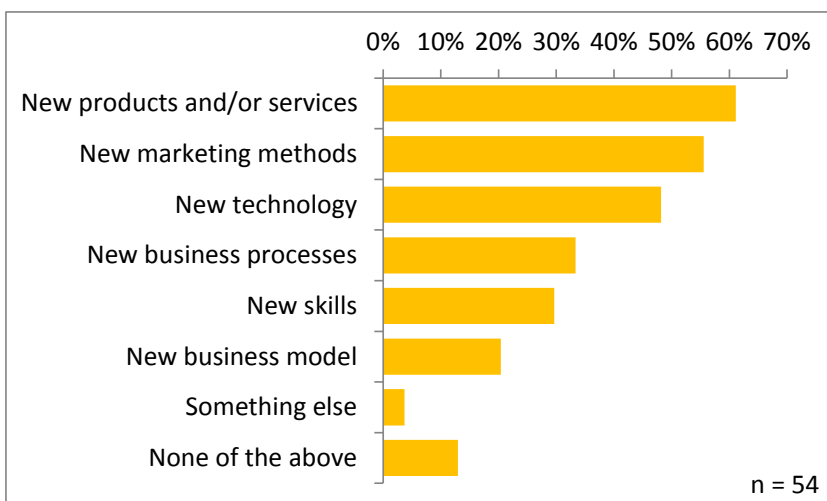 0% 10% 20% 30% 40% 50% 60% 70%
New products and/or services
New marketing methods
New technology
New business processes
New skills
New business model
Something else
None of the above
n = 54